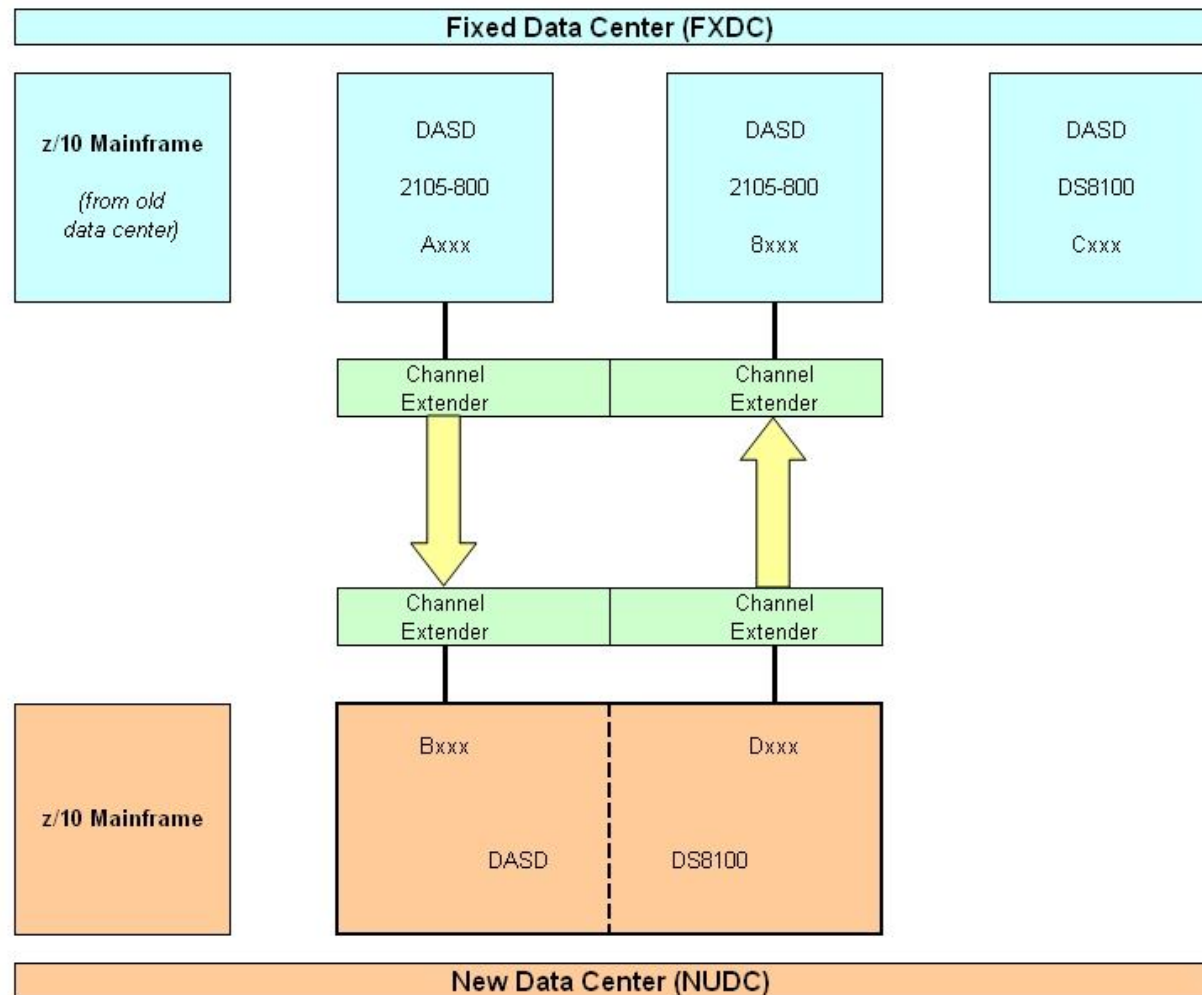 Fixed Data Center (FXDC)
z/10 Mainframe
(from old
data center)
DASD
2105-800
Axxx
DASD
2105-800
8xxx
DASD
DS8100
Cxxx
Channel
Extender
Channel
Extender
Channel
Extender
Channel
Extender
z/10 Mainframe
Bxxx
Dxxx
DASD
DS8100
New Data Center (NUDC)